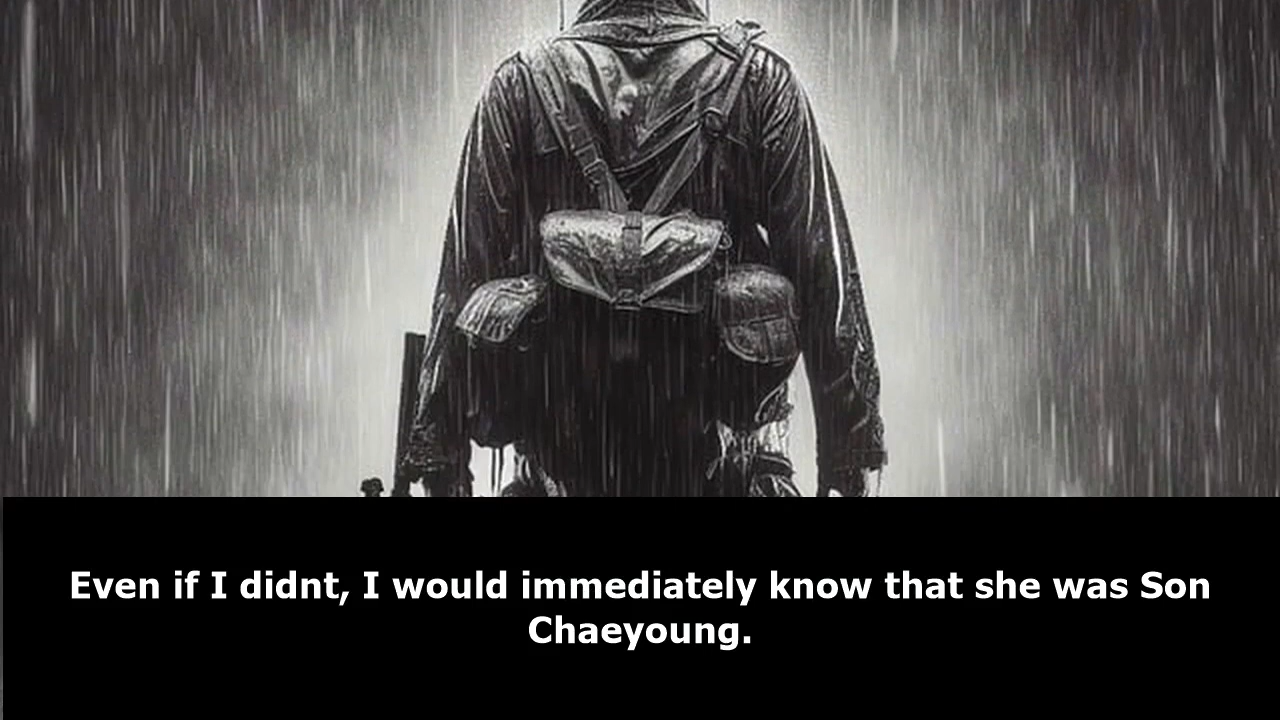 Even if I didnt, I would immediately know that she was Son
Chaeyoung.